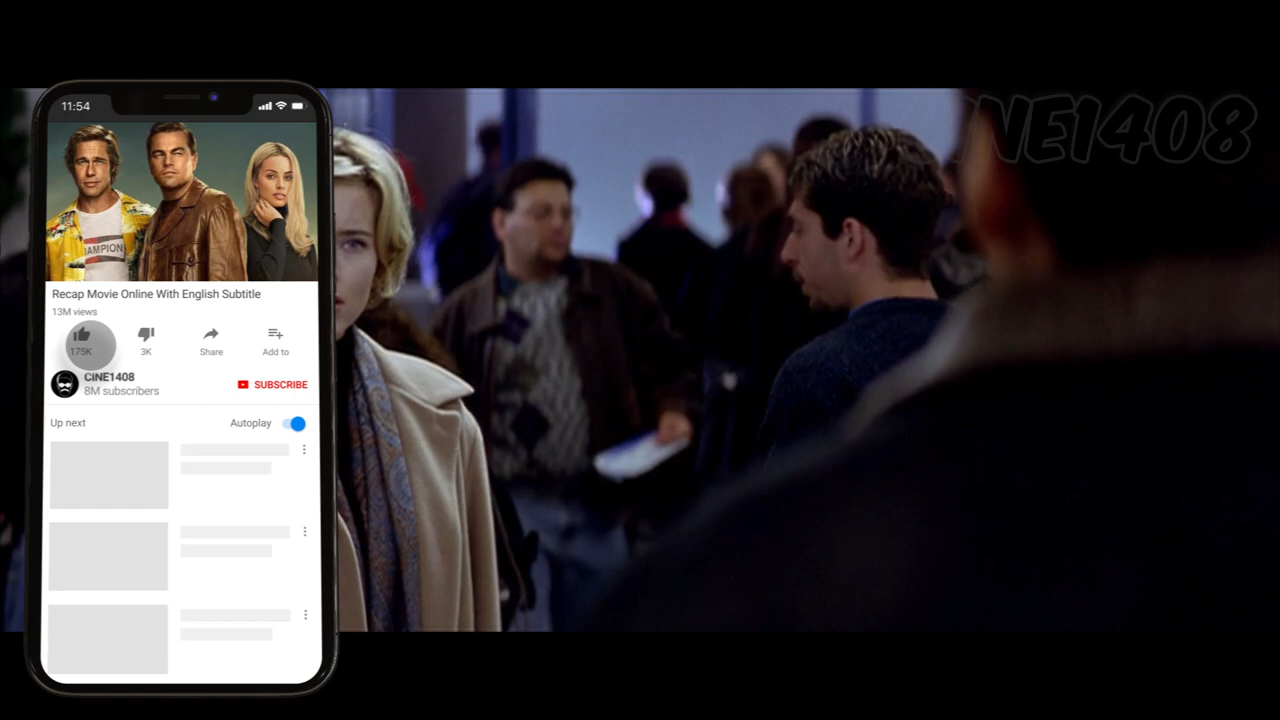 11:54
CHAMPION
Recap Movie Online With English Subtitle
13M views
175K
3K
Share
Add to
CiNE1408
8M subscribers
SUBSCRIBE
Up next
Autoplay
NE1408